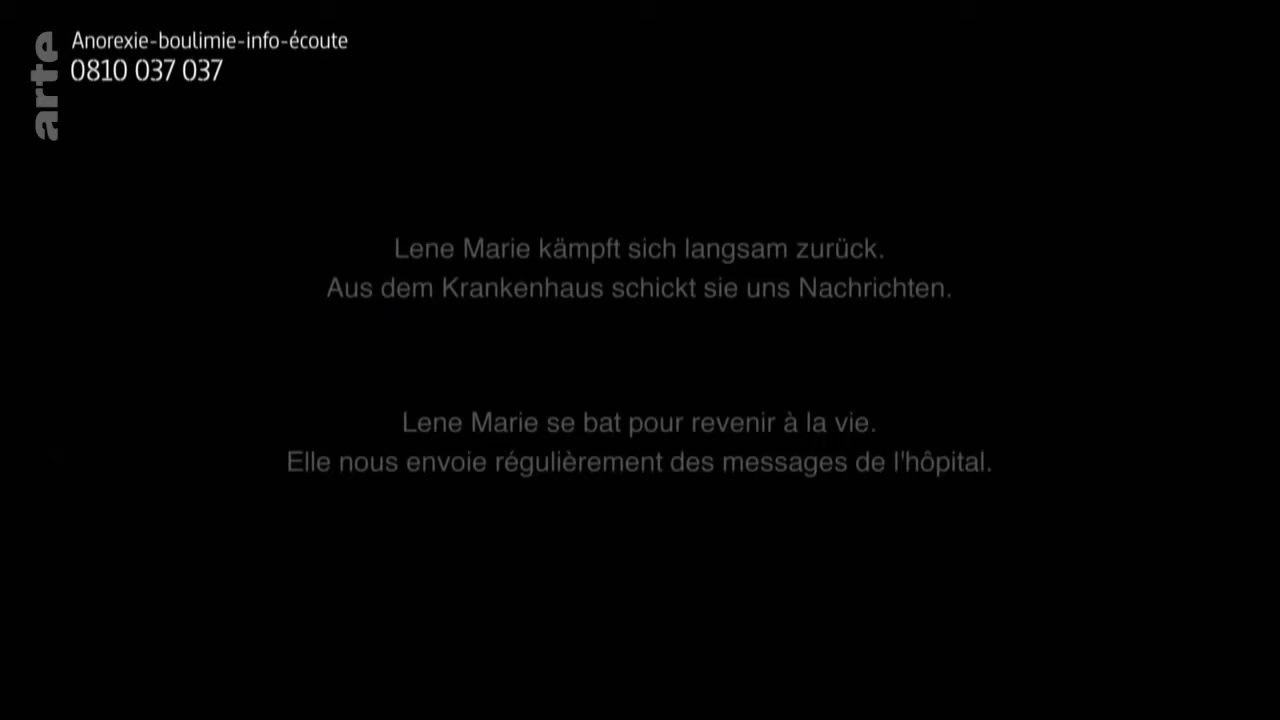 arte
Anorexie-boulimie-info-écoute
0810 037 037
Lene Marie kämpft sich langsam zurück.
Aus dem Krankenhaus schickt sie uns Nachrichten.
Lene Marie se bat pour revenir à la vie.
Elle nous envoie régulièrement des messages de l'hôpital.